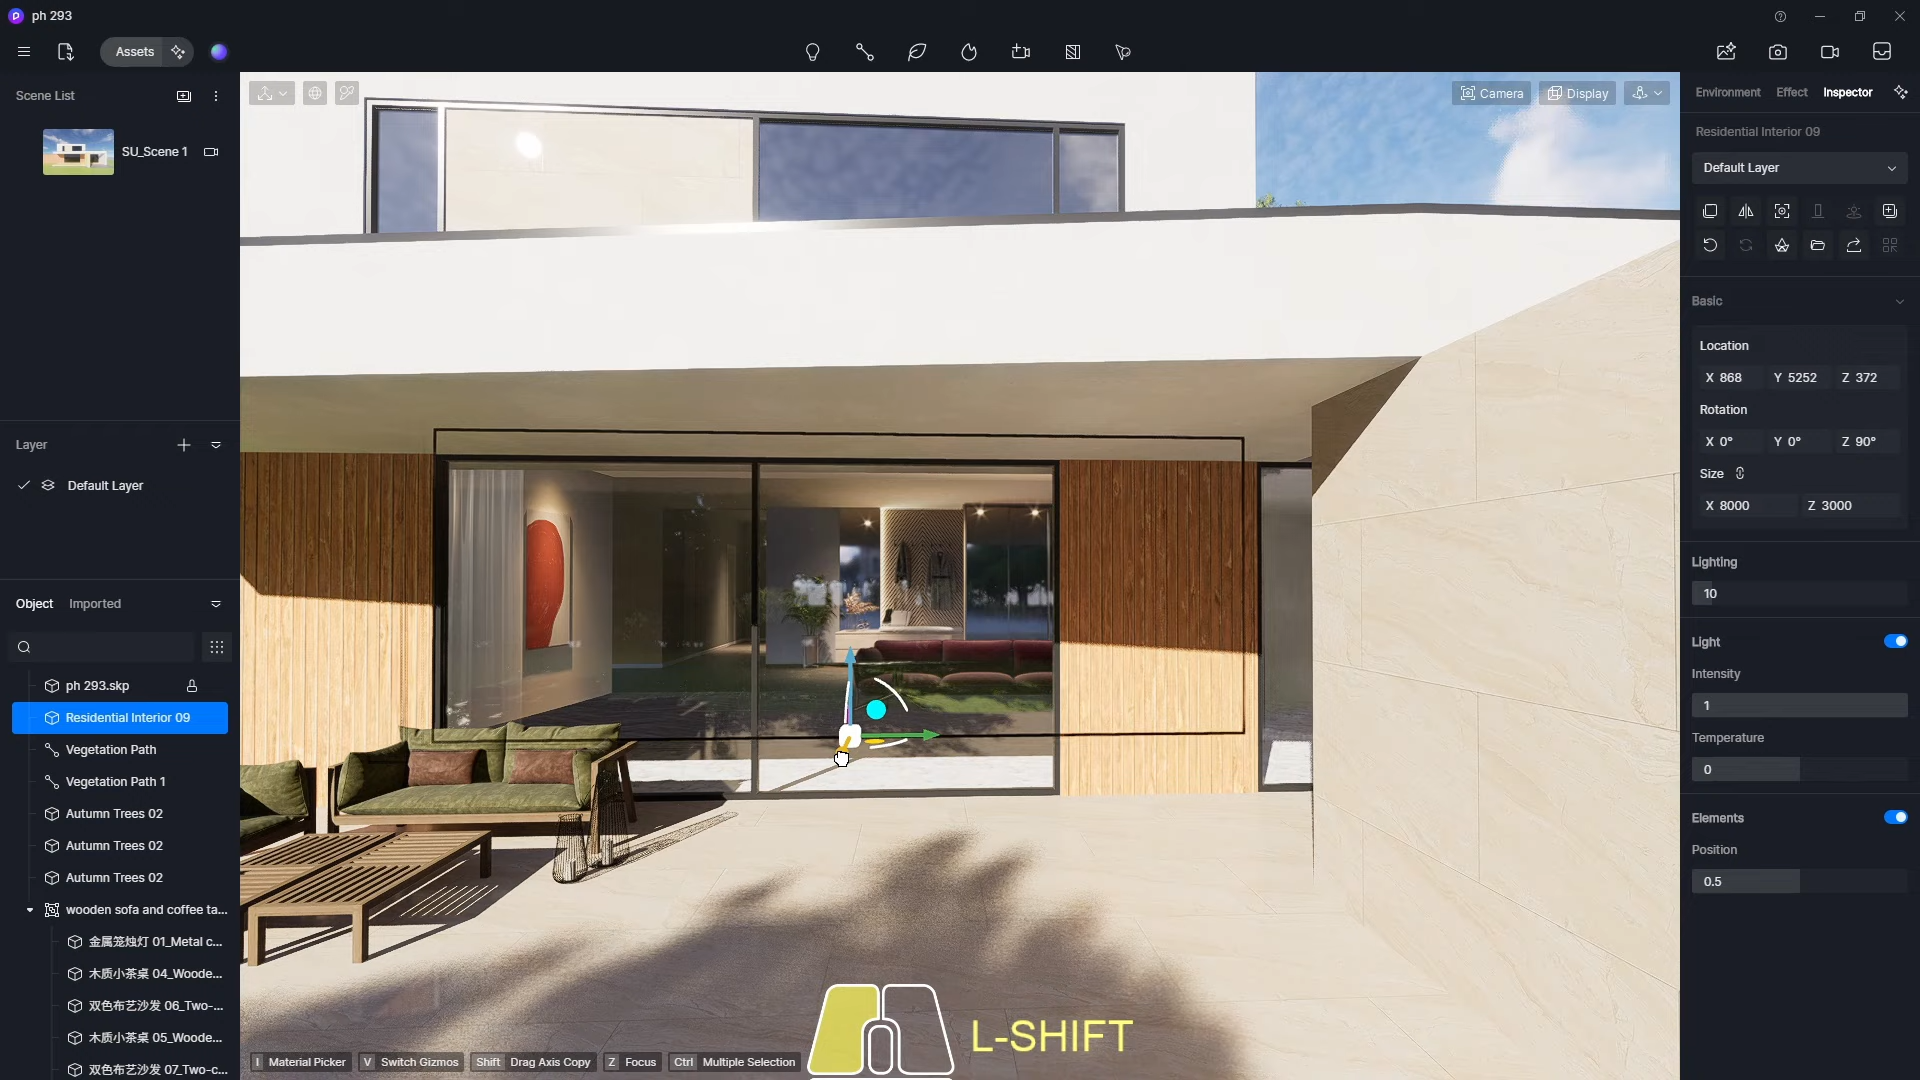 ph 293
Assets
Scene List
SU_Scene 1
Layer
Default Layer
Object Imported
ph 293.skp
Residential Interior 09
Vegetation Path
Vegetation Path 1
Autumn Trees 02
Autumn Trees 02
Autumn Trees 02
wooden sofa and coffee ta...
金属笼烛灯 01_Metal c...
木质小茶桌 04_Woode...
双色布艺沙发 06_Two-...
木质小茶桌 05_Woode...
双色布艺沙发 07_Two-c...
Camera
Display
I Material Picker V Switch Gizmos Shift Drag Axis Copy Z Focus Ctrl Multiple Selection
L-SHIFT
Environment Effect Inspector
Residential Interior 09
Default Layer
Basic
Location
X 868 Y 5252 Z 372
Rotation
X 0° Y 0° Z 90°
Size
X 8000 Z 3000
Lighting
10
Light
Intensity
1
Temperature
0
Elements
Position
0.5